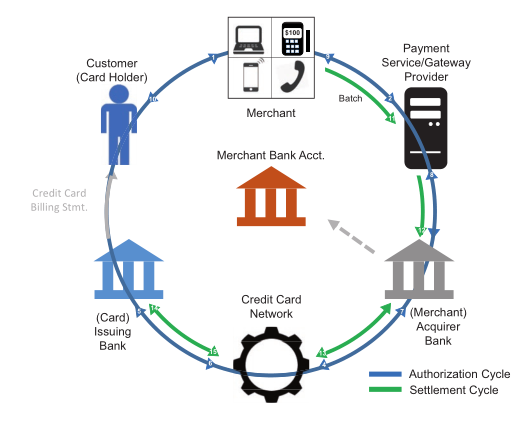 $100
Customer
(Card Holder)
Merchant
Payment
Service/Gateway
Provider
Batch
Merchant Bank Acct.
Credit Card
Billing Stmt.
(Card)
Issuing
Bank
Credit Card
Network
(Merchant)
Acquirer
Bank
Authorization Cycle
Settlement Cycle